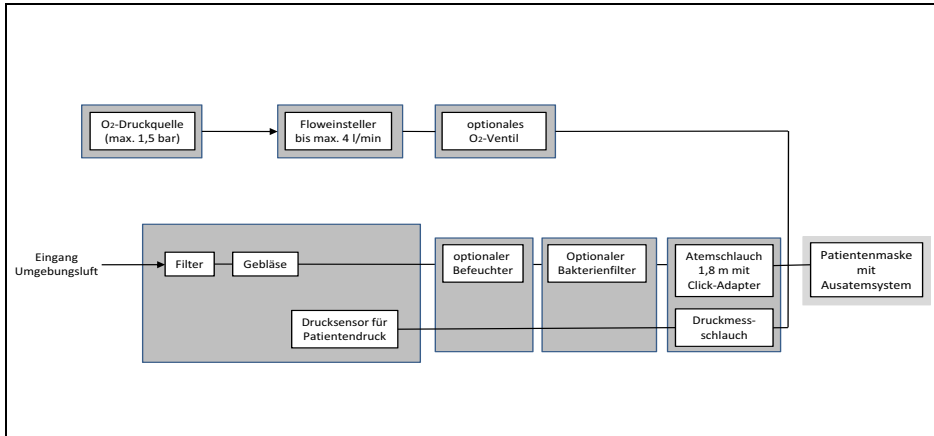 O₂-Druckquelle
(max. 1,5 bar)
Floweinsteller
bis max. 4 l/min
optionales
O₂-Ventil
Eingang
Umgebungsluft
Filter
Gebläse
optionaler
Befeuchter
Optionaler
Bakterienfilter
Atemschlauch
1,8 m mit
Click-Adapter
Patientenmaske
mit
Ausatemsystem
Drucksensor für
Patientendruck
Druckmess-
schlauch